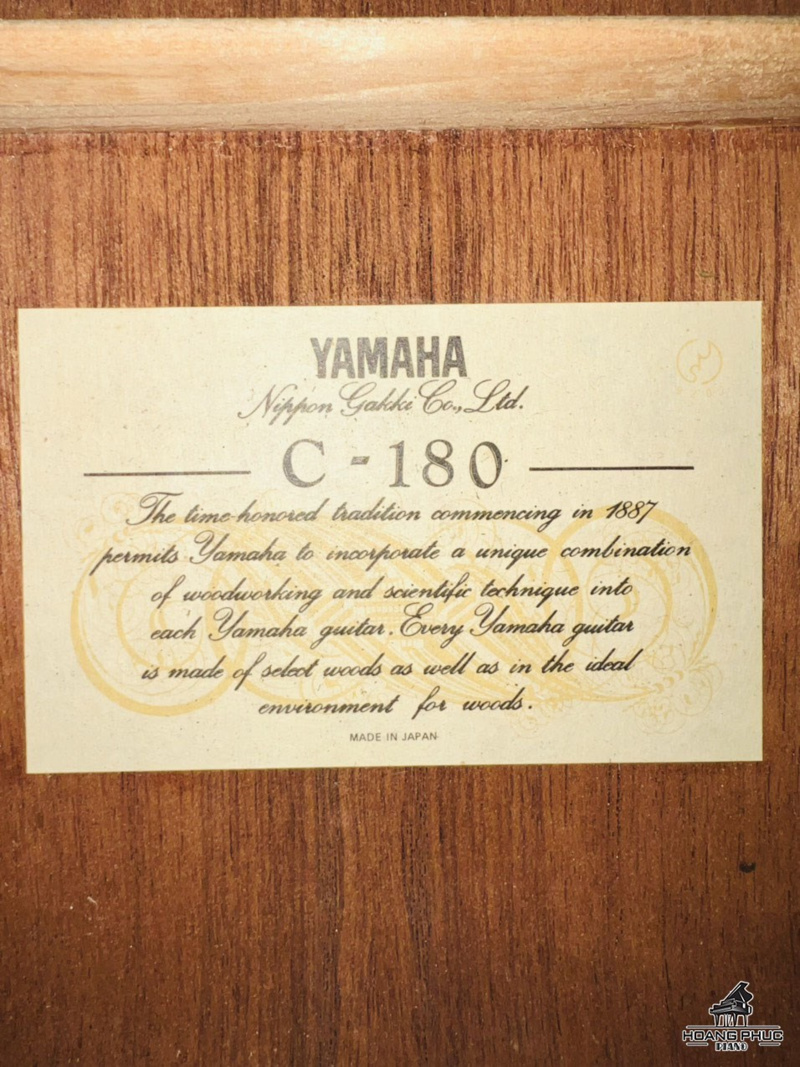 YAMAHA
Nippon Gakki Co., Ltd.
C - 180
The time-honored tradition commencing in 1887
permits Yamaha to incorporate a unique combination
of woodworking and scientific technique into
each Yamaha guitar. Every Yamaha guitar
is made of select woods as well as in the ideal
environment for woods.
MADE IN JAPAN
HOANG PHUC
PIANO